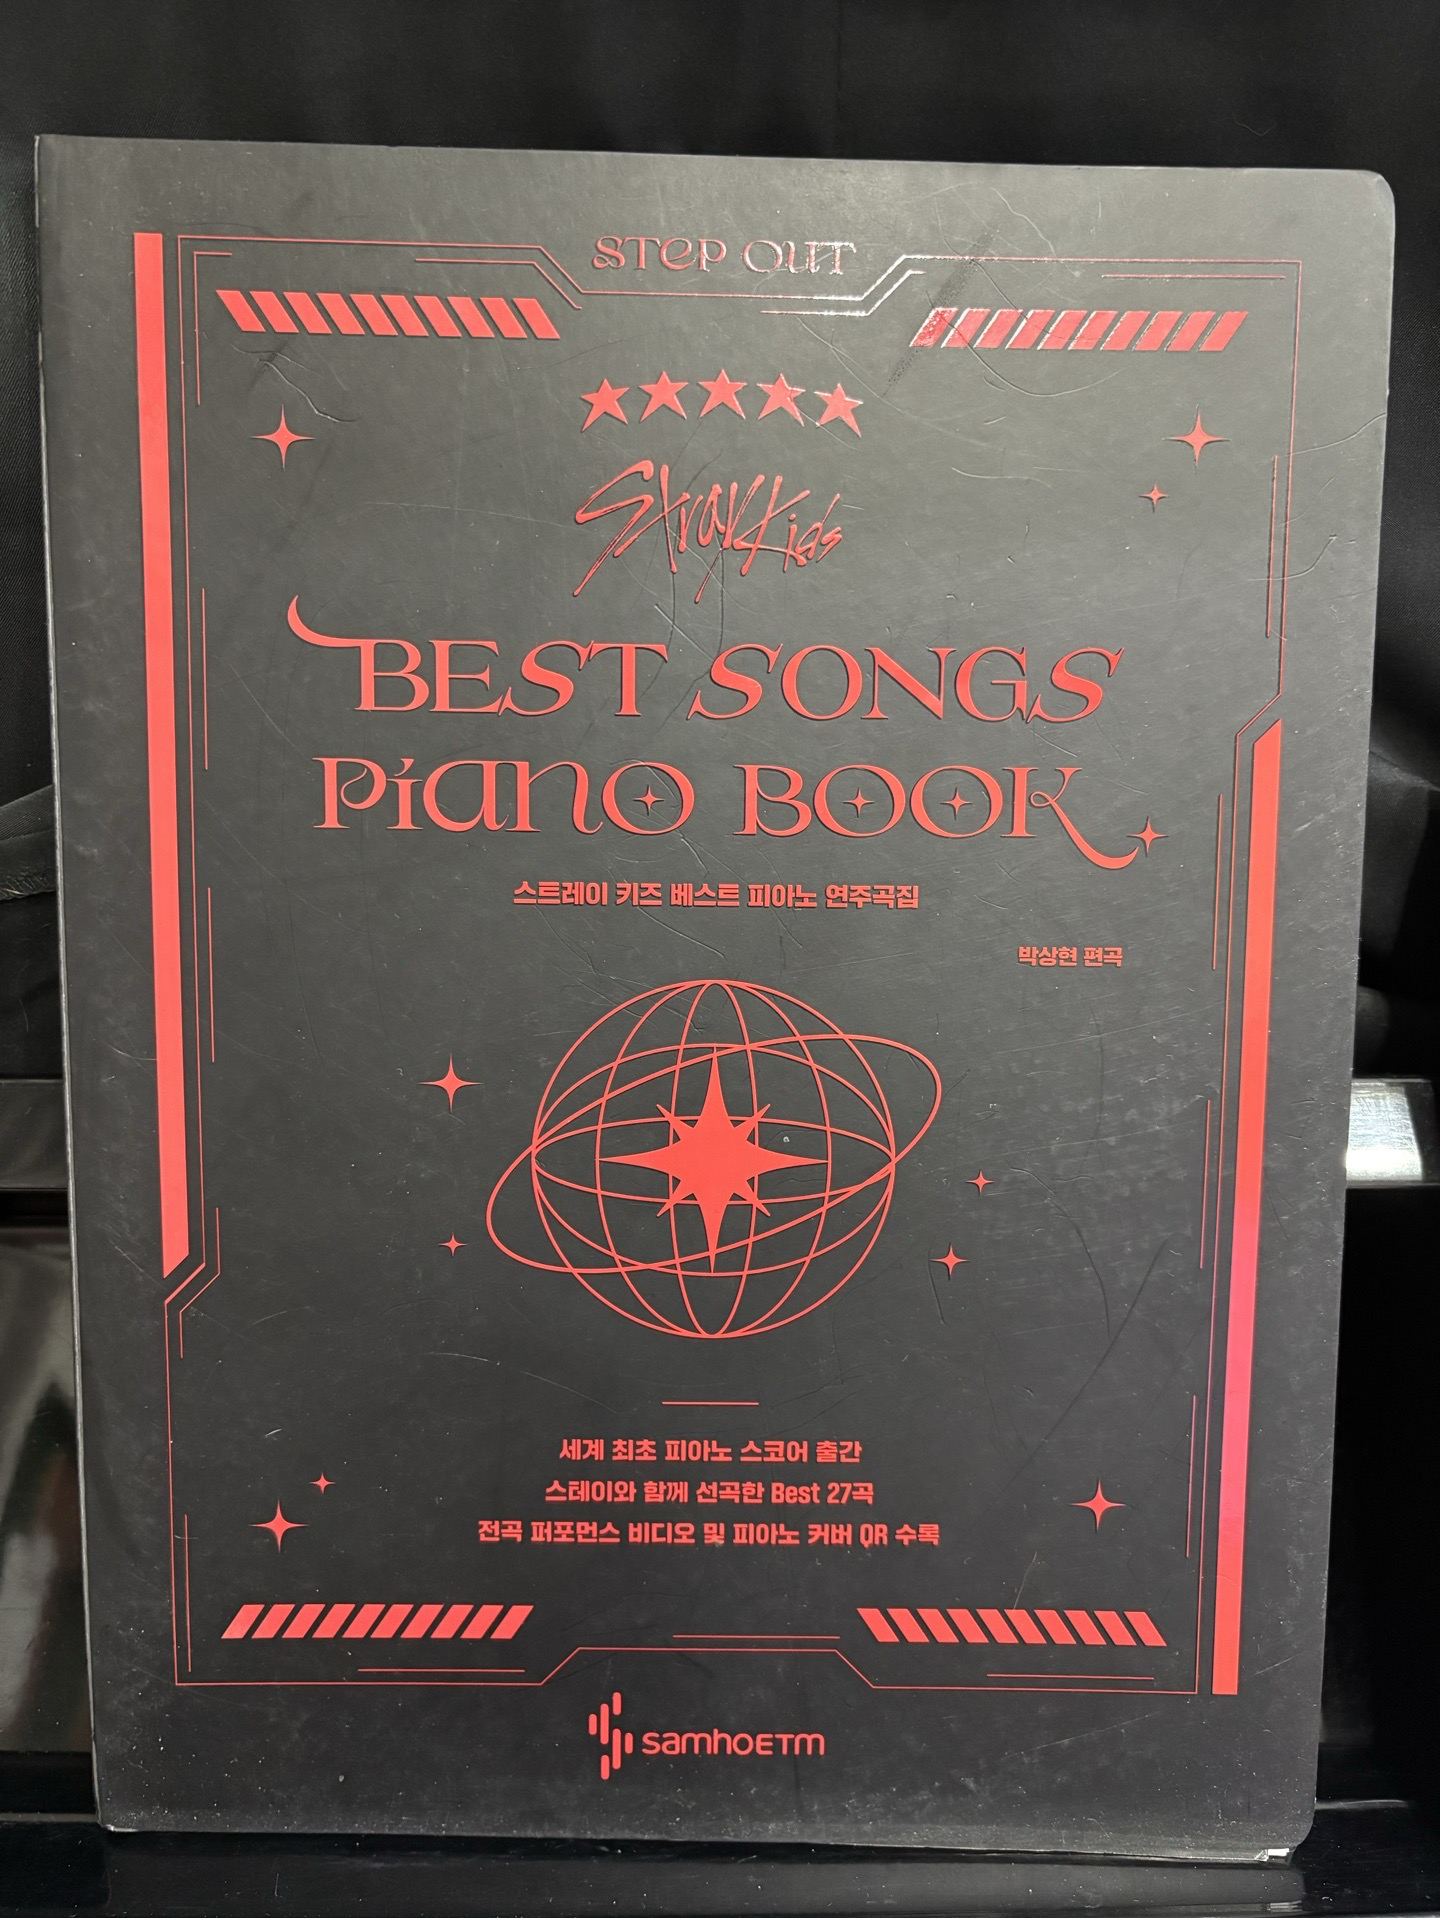 STEP OUT
Stray Kids
BEST SONGS
PIANO BOOK
스트레이 키즈 베스트 피아노 연주곡집
박상현 편곡
세계 최초 피아노 스코어 출간
스테이와 함께 선곡한 Best 27곡
전곡 퍼포먼스 비디오 및 피아노 커버 QR 수록
samhoETM